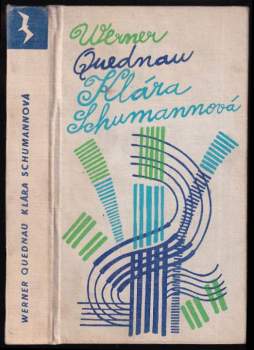 Werner
Quednau
Klára
Schumannová
WERNER QUEDNAU KLÁRA SCHUMANNOVÁ